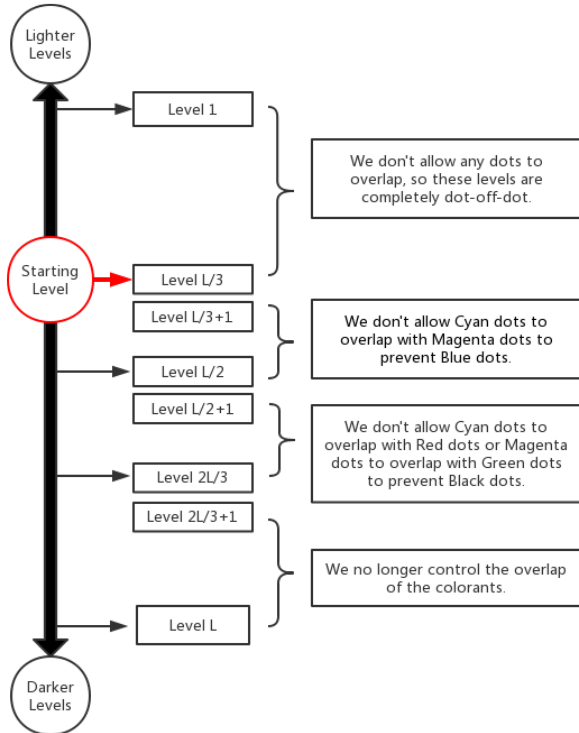 Lighter
Levels
Level 1
We don't allow any dots to
overlap, so these levels are
completely dot-off-dot.
Starting
Level
Level L/3
Level L/3+1
We don't allow Cyan dots to
overlap with Magenta dots to
prevent Blue dots.
Level L/2
Level L/2+1
We don't allow Cyan dots to
overlap with Red dots or Magenta
dots to overlap with Green dots
to prevent Black dots.
Level 2L/3
Level 2L/3+1
We no longer control the overlap
of the colorants.
Level L
Darker
Levels